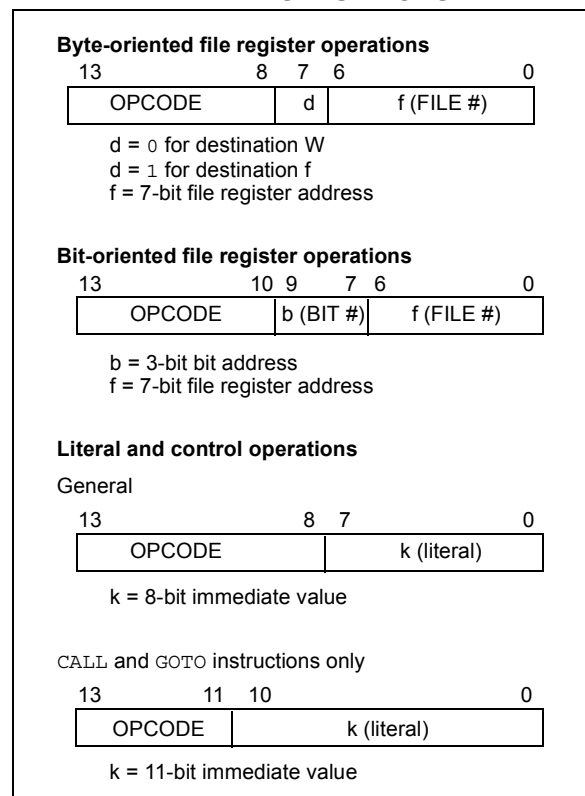 Byte-oriented file register operations
13 8 7 6 0
OPCODE d f (FILE #)
d = 0 for destination W
d = 1 for destination f
f = 7-bit file register address
Bit-oriented file register operations
13 10 9 7 6 0
OPCODE b (BIT #) f (FILE #)
b = 3-bit bit address
f = 7-bit file register address
Literal and control operations
General
13 8 7 0
OPCODE k (literal)
k = 8-bit immediate value
CALL and GOTO instructions only
13 11 10 0
OPCODE k (literal)
k = 11-bit immediate value